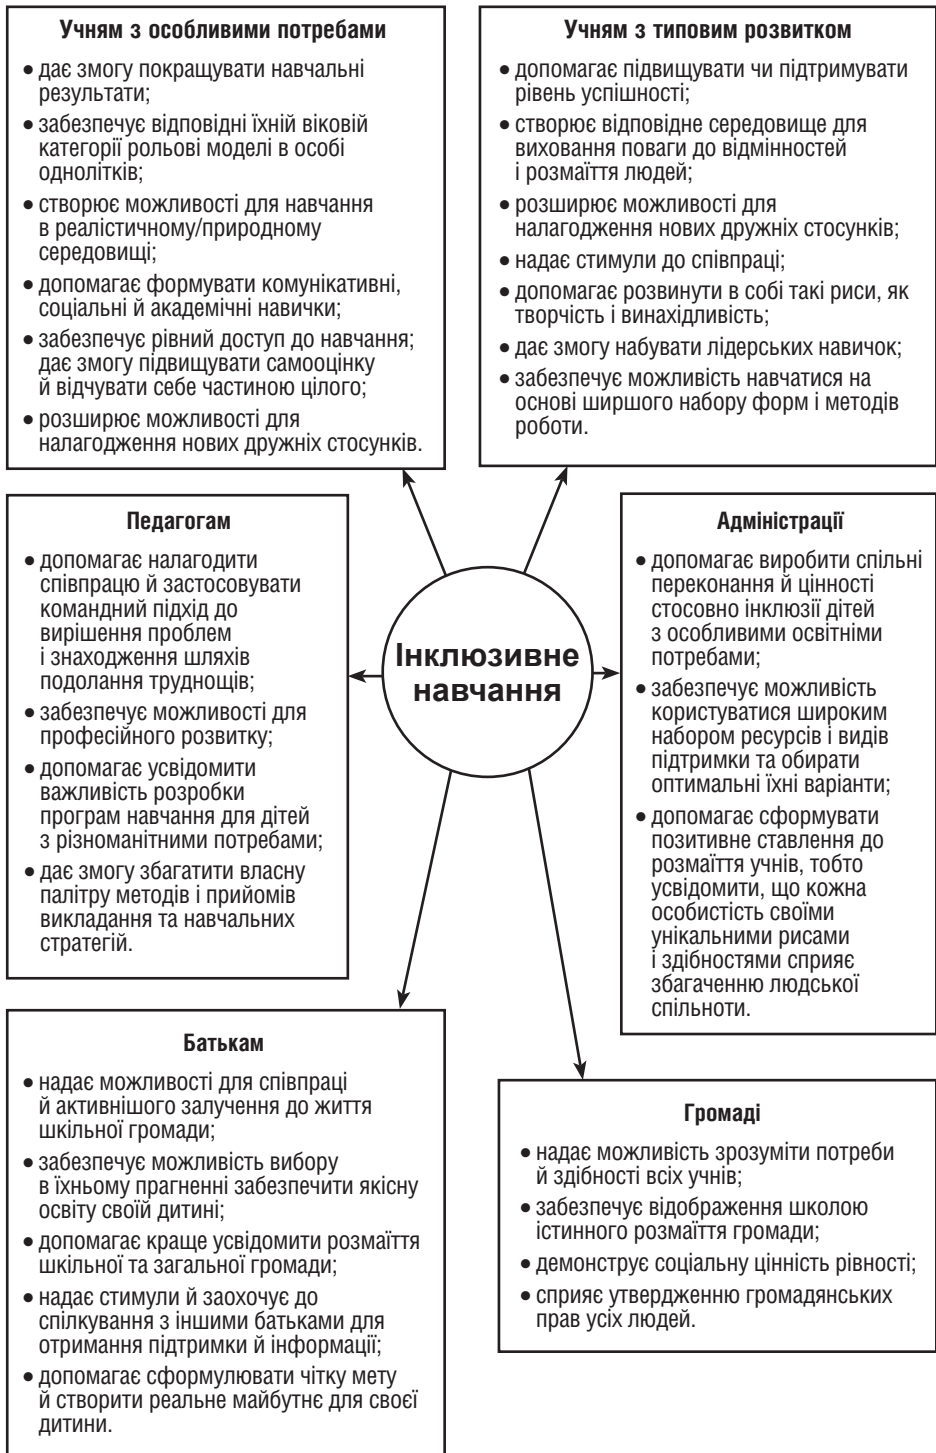 Учням з особливими потребами
• дає змогу покращувати навчальні
результати;
• забезпечує відповідні їхній віковій
категорії рольові моделі в особі
однолітків;
• створює можливості для навчання
в реалістичному/природному
середовищі;
• допомагає формувати комунікативні,
соціальні й академічні навички;
• забезпечує рівний доступ до навчання;
дає змогу підвищувати самооцінку
й відчувати себе частиною цілого;
• розширює можливості для
налагодження нових дружніх стосунків.
Учням з типовим розвитком
• допомагає підвищувати чи підтримувати
рівень успішності;
• створює відповідне середовище для
виховання поваги до відмінностей
і розмаїття людей;
• розширює можливості для
налагодження нових дружніх стосунків;
• надає стимули до співпраці;
• допомагає розвинути в собі такі риси, як
творчість і винахідливість;
• дає змогу набувати лідерських навичок;
• забезпечує можливість навчатися на
основі ширшого набору форм і методів
роботи.
Педагогам
• допомагає налагодити
співпрацю й застосовувати
командний підхід до
вирішення проблем
і знаходження шляхів
подолання труднощів;
• забезпечує можливості для
професійного розвитку;
• допомагає усвідомити
важливість розробки
програм навчання для дітей
з різноманітними потребами;
• дає змогу збагатити власну
палітру методів і прийомів
викладання та навчальних
стратегій.
Інклюзивне
навчання
Адміністрації
• допомагає виробити спільні
переконання й цінності
стосовно інклюзії дітей
з особливими освітніми
потребами;
• забезпечує можливість
користуватися широким
набором ресурсів і видів
підтримки та обирати
оптимальні їхні варіанти;
• допомагає сформувати
позитивне ставлення до
розмаїття учнів, тобто
усвідомити, що кожна
особистість своїми
унікальними рисами
і здібностями сприяє
збагаченню людської
спільноти.
Батькам
• надає можливості для співпраці
й активнішого залучення до життя
шкільної громади;
• забезпечує можливість вибору
в їхньому прагненні забезпечити якісну
освіту своїй дитині;
• допомагає краще усвідомити розмаїття
шкільної та загальної громади;
• надає стимули й заохочує до
спілкування з іншими батьками для
отримання підтримки й інформації;
• допомагає сформулювати чітку мету
й створити реальне майбутнє для своєї
дитини.
Громаді
• надає можливість зрозуміти потреби
й здібності всіх учнів;
• забезпечує відображення школою
істинного розмаїття громади;
• демонструє соціальну цінність рівності;
• сприяє утвердженню громадянських
прав усіх людей.